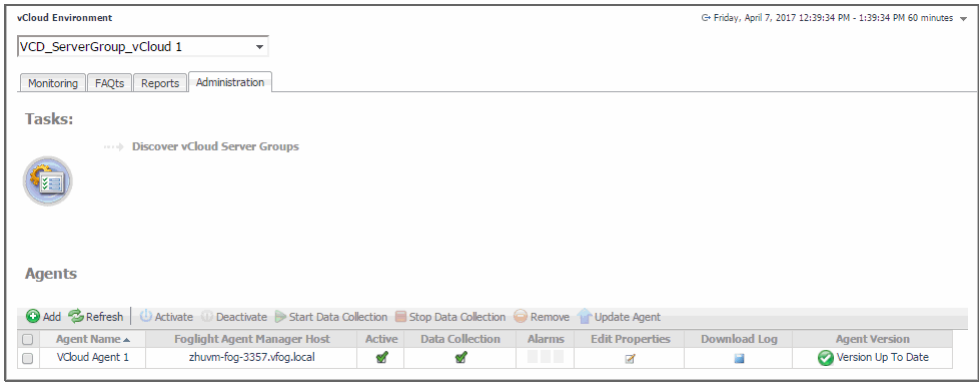 vCloud Environment
Friday, April 7, 2017 12:39:34 PM - 1:39:34 PM 60 minutes
VCD_ServerGroup_vCloud 1
Monitoring FAQts Reports Administration
Tasks:
Discover vCloud Server Groups
Agents
Add Refresh Activate Deactivate Start Data Collection Stop Data Collection Remove Update Agent
Agent Name Foglight Agent Manager Host Active Data Collection Alarms Edit Properties Download Log Agent Version
VCloud Agent 1 zhuvm-fog-3357.vfog.local Version Up To Date